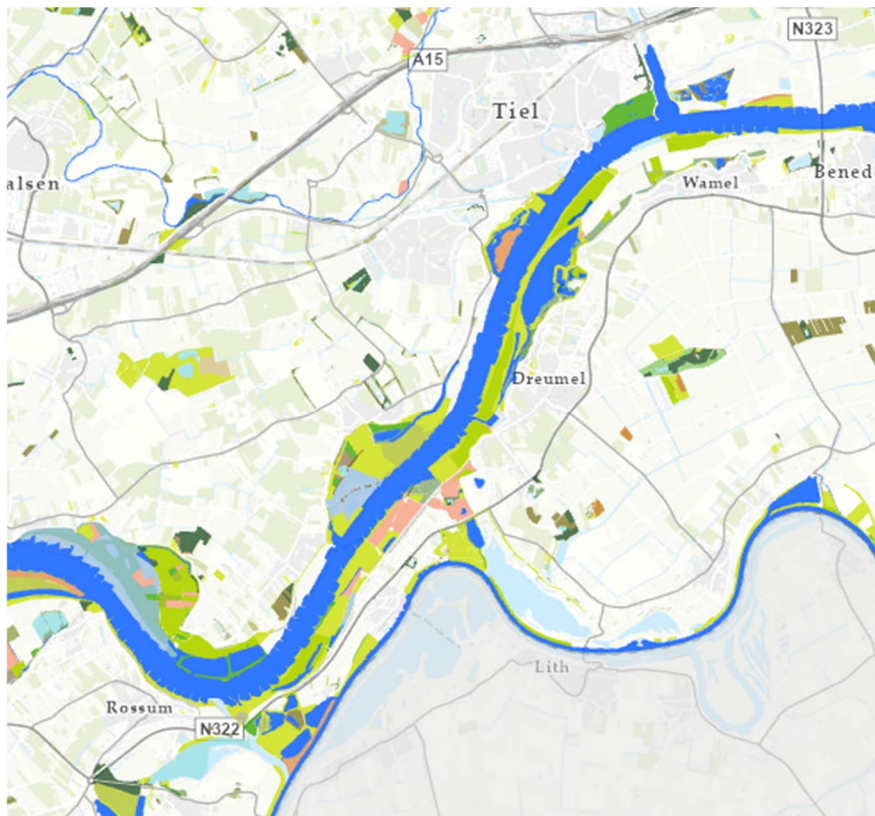 N323
A15
Tiel
alsen
Wamel
Bened
Dreumel
Lith
Rossum
N322